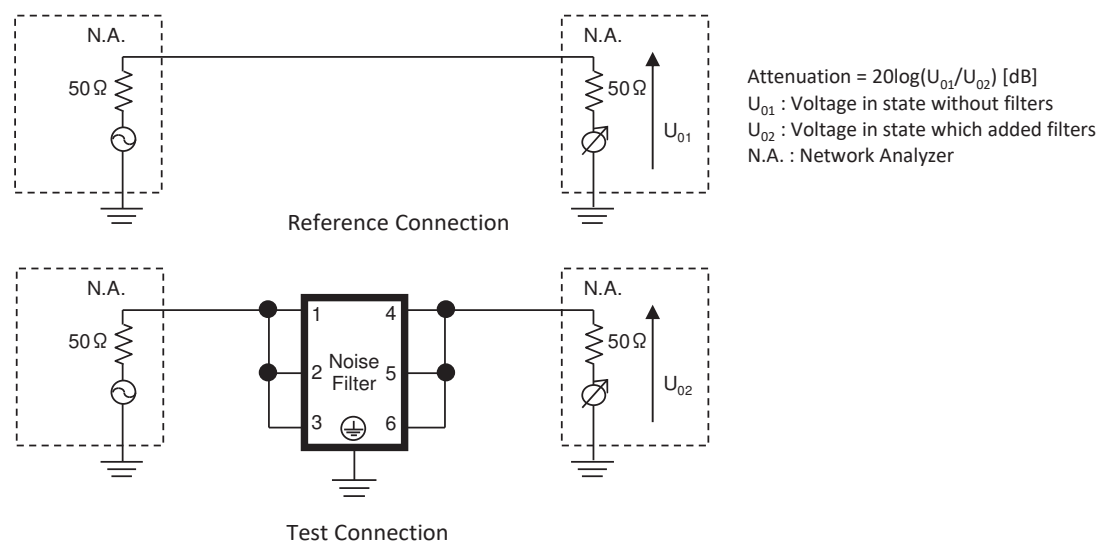 N.A.
50Ω
N.A.
50Ω
U01
Attenuation = 20log(U01/U02) [dB]
U01 : Voltage in state without filters
U02 : Voltage in state which added filters
N.A. : Network Analyzer
Reference Connection
N.A.
50Ω
1
4
2
Noise
Filter
5
3
6
N.A.
50Ω
U02
Test Connection